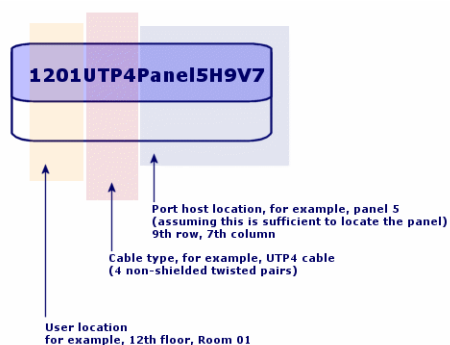 1201UTP4Panel5H9V7
Port host location, for example, panel 5
(assuming this is sufficient to locate the panel)
9th row, 7th column
Cable type, for example, UTP4 cable
(4 non-shielded twisted pairs)
User location
for example, 12th floor, Room 01